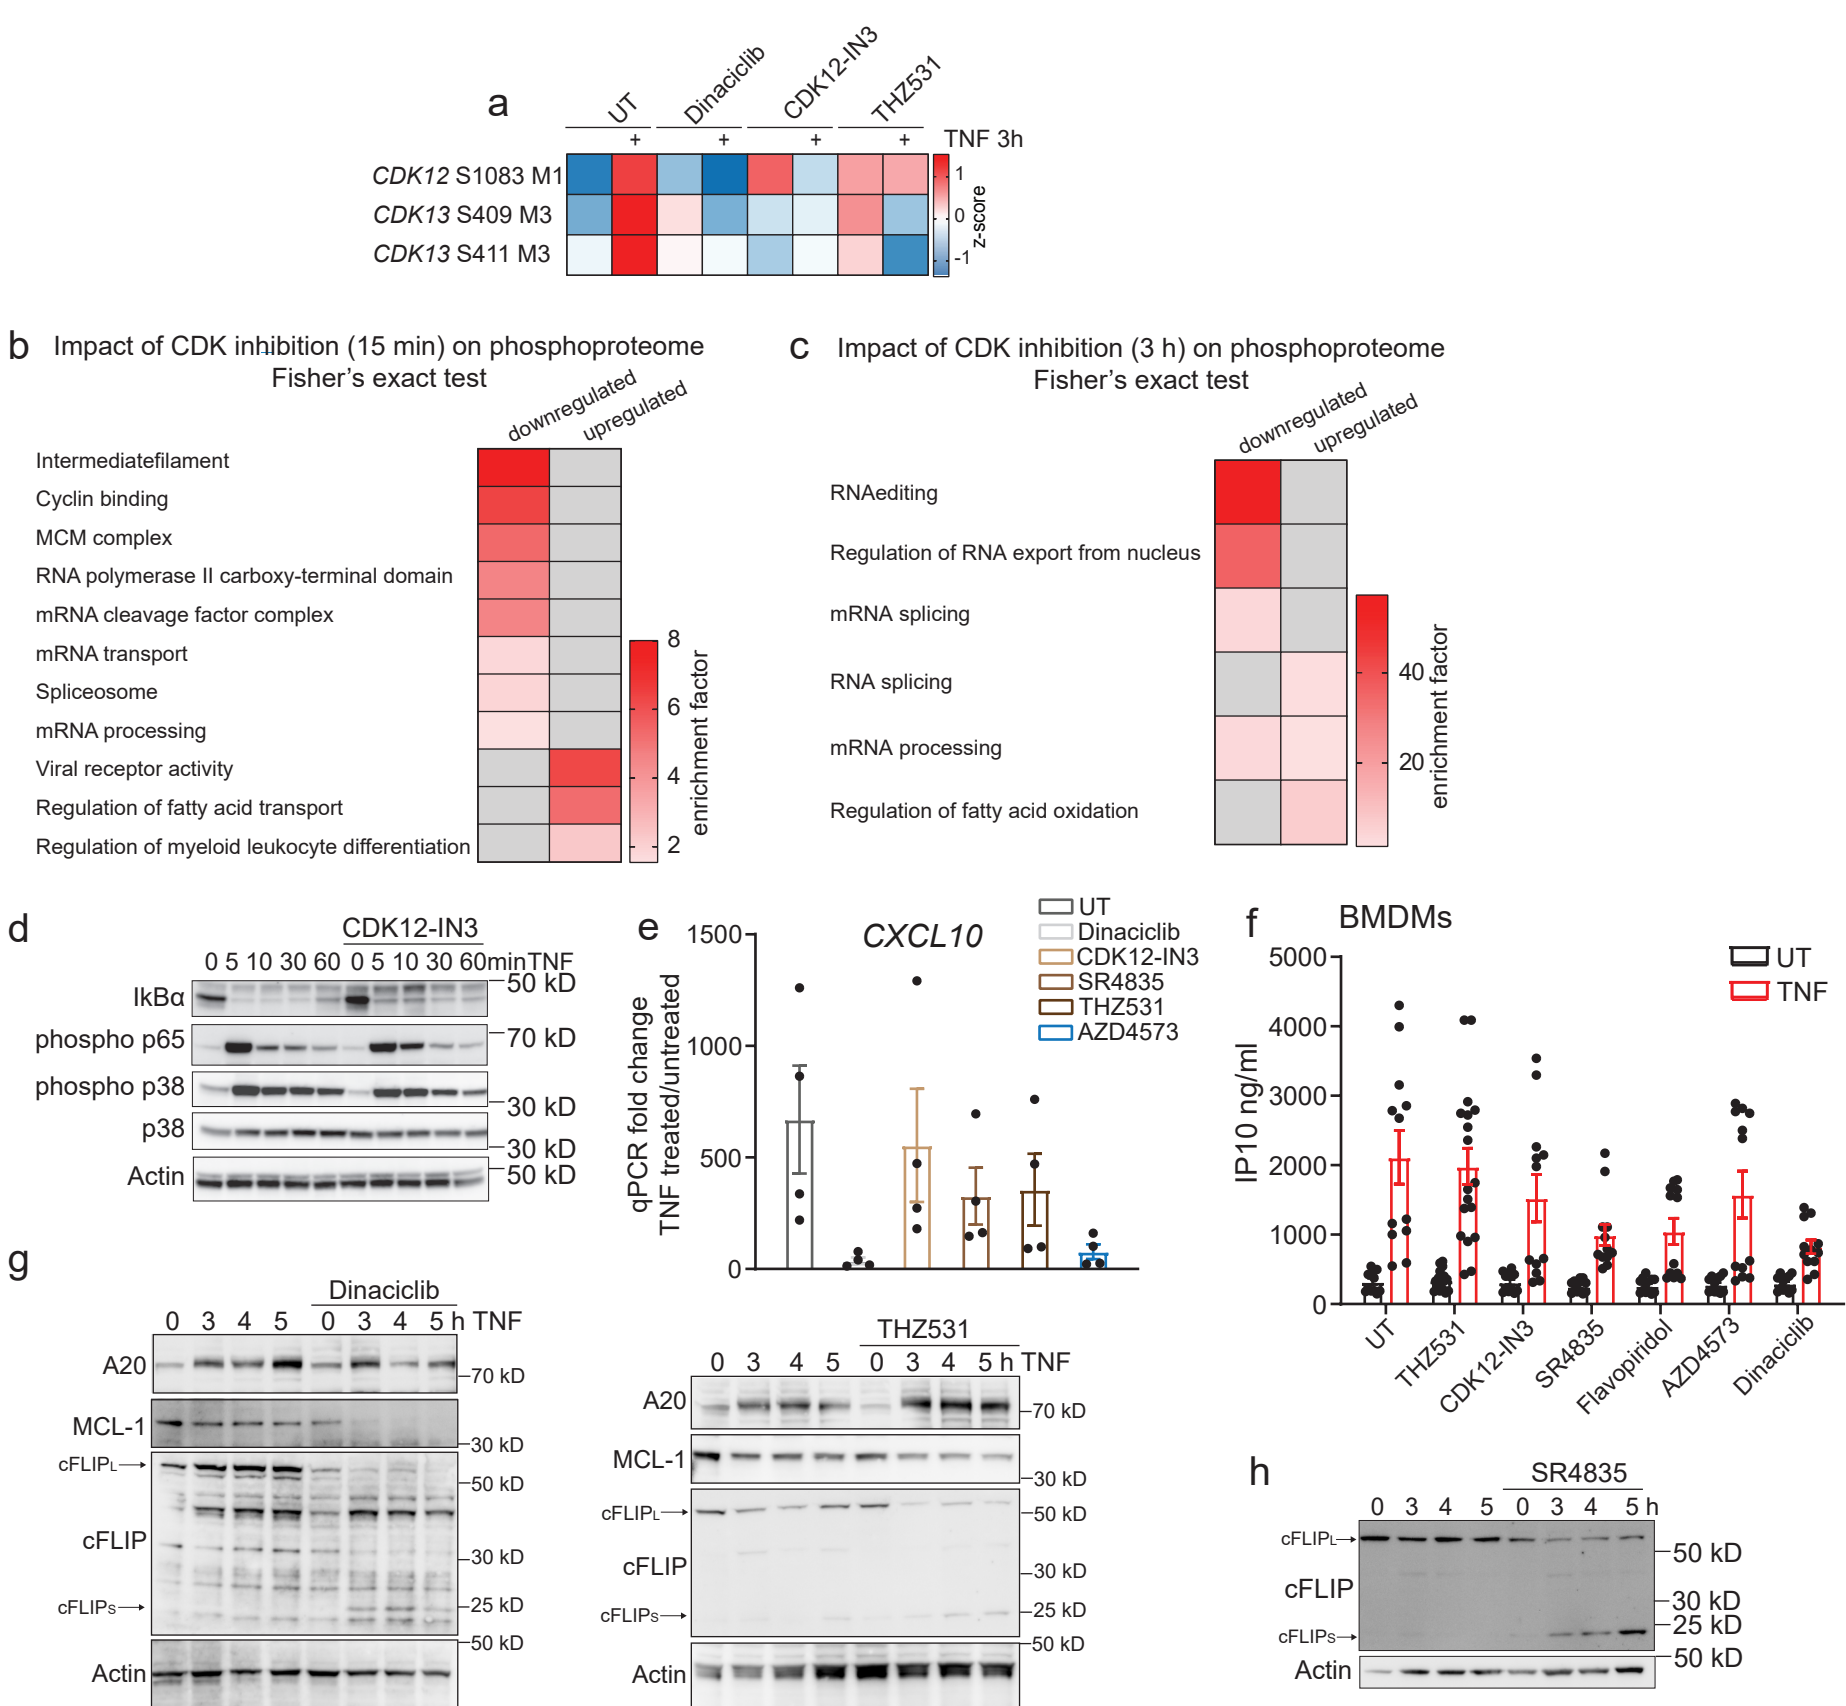 a
UT Dinaciclib CDK12-IN3 THZ531
+ + + + TNF 3h
CDK12 S1083 M1
CDK13 S409 M3
CDK13 S411 M3
1
0
-1
z-score
b Impact of CDK inhibition (15 min) on phosphoproteome
Fisher's exact test
downregulated upregulated
Intermediatefilament
Cyclin binding
MCM complex
RNA polymerase II carboxy-terminal domain
mRNA cleavage factor complex
mRNA transport
Spliceosome
mRNA processing
Viral receptor activity
Regulation of fatty acid transport
Regulation of myeloid leukocyte differentiation
8
6
4
2
enrichment factor
c Impact of CDK inhibition (3 h) on phosphoproteome
Fisher's exact test
downregulated upregulated
RNAediting
Regulation of RNA export from nucleus
mRNA splicing
RNA splicing
mRNA processing
Regulation of fatty acid oxidation
40
20
enrichment factor
d
CDK12-IN3
0 5 10 30 60 0 5 10 30 60minTNF
IkBα 50 kD
phospho p65 70 kD
phospho p38 30 kD
p38 30 kD
Actin 50 kD
e
CXCL10
1500
1000
500
0
qPCR fold change
TNF treated/untreated
UT
Dinaciclib
CDK12-IN3
SR4835
THZ531
AZD4573
f BMDMs
5000
4000
3000
2000
1000
0
IP10 ng/ml
UT
TNF
UT THZ531 CDK12-IN3 SR4835 Flavopiridol AZD4573 Dinaciclib
g
Dinaciclib
0 3 4 5 0 3 4 5 h TNF
A20 70 kD
MCL-1 30 kD
cFLIPL
50 kD
cFLIP
30 kD
cFLIPS 25 kD
50 kD
Actin
THZ531
0 3 4 5 0 3 4 5 h TNF
A20 70 kD
MCL-1 30 kD
cFLIPL 50 kD
cFLIP 30 kD
cFLIPS 25 kD
50 kD
Actin
h
SR4835
0 3 4 5 0 3 4 5 h
cFLIPL 50 kD
cFLIP 30 kD
25 kD
cFLIPS
50 kD
Actin